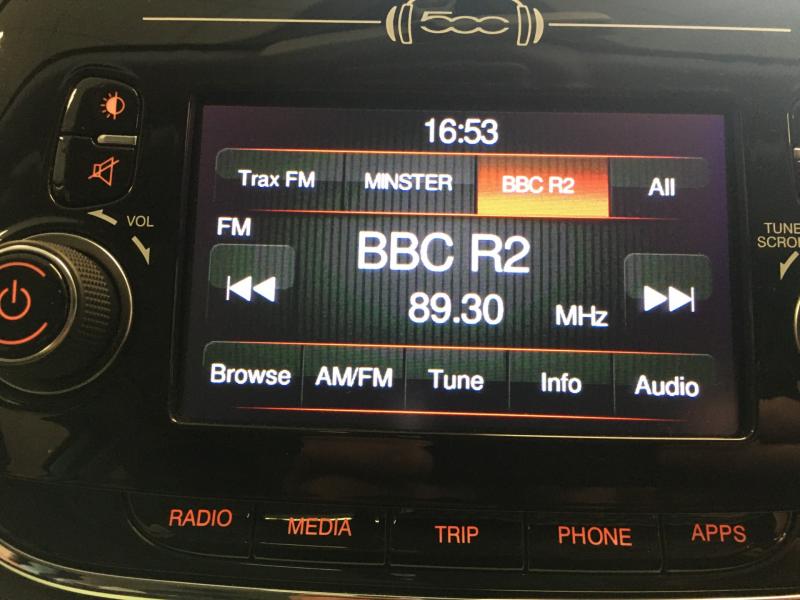 500
16:53
Trax FM MINSTER BBC R2 All
FM
VOL
TUNE
SCROL
BBC R2
89.30 MHz
Browse AM/FM Tune Info Audio
RADIO MEDIA TRIP PHONE APPS